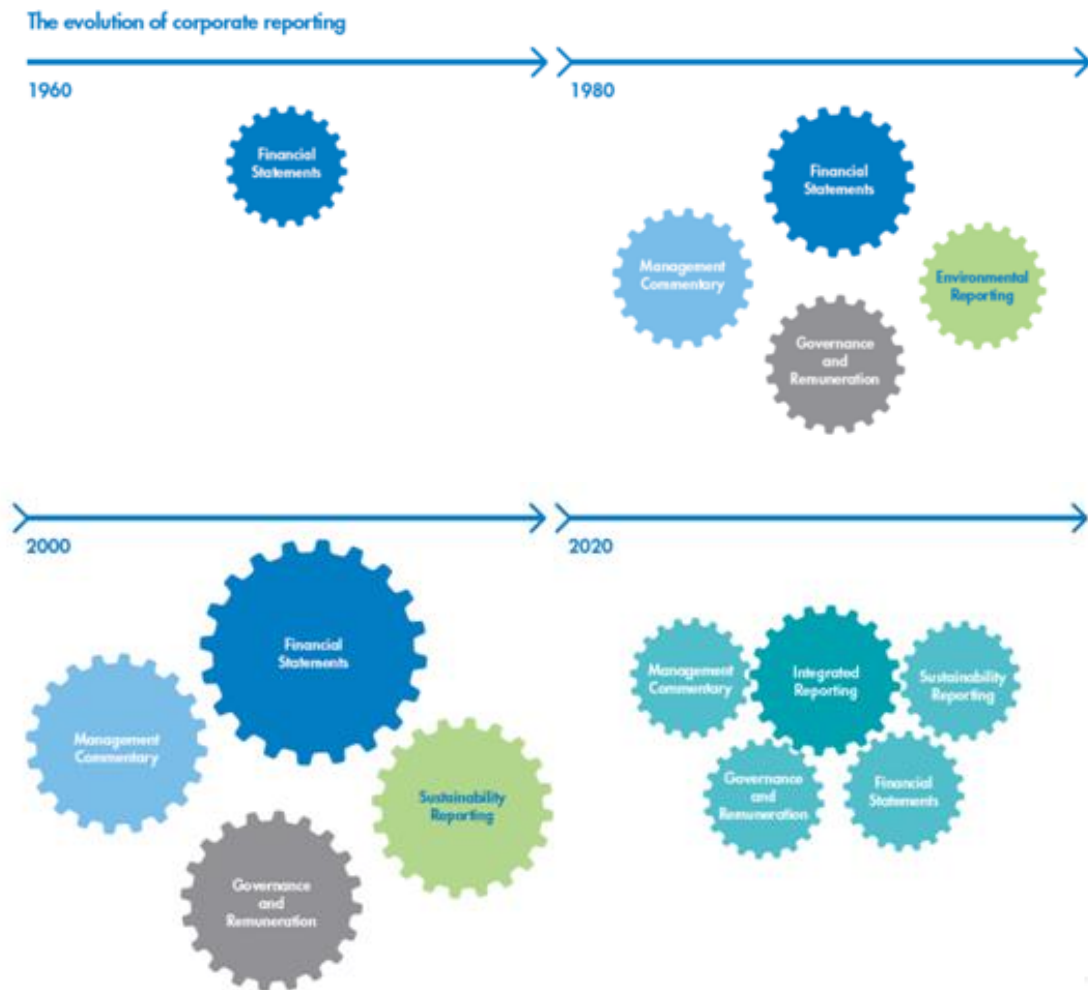 The evolution of corporate reporting
1960
Financial
Statements
1980
Financial
Statements
Management
Commentary
Environmental
Reporting
Governance
and
Remuneration
2000
Financial
Statements
Management
Commentary
Sustainability
Reporting
Governance
and
Remuneration
2020
Management
Commentary
Integrated
Reporting
Sustainability
Reporting
Governance
and
Remuneration
Financial
Statements